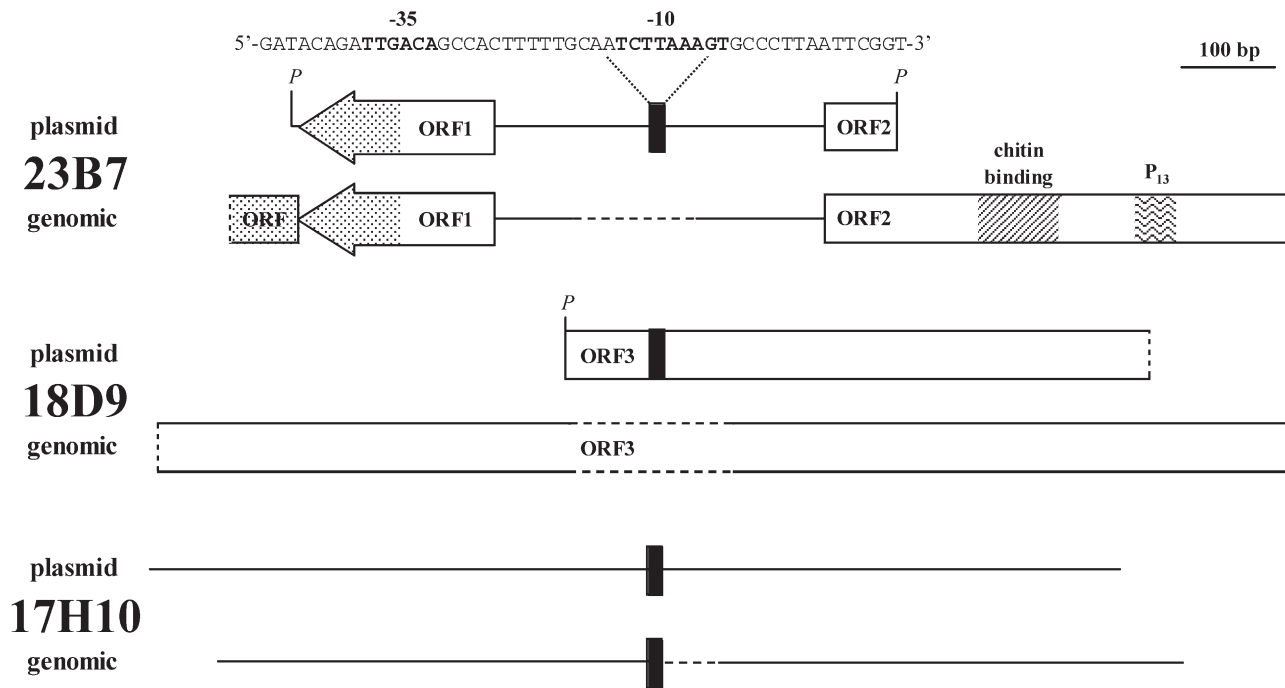 -35 -10
5’-GATACAGATTGACAGCCACTTTTTGCAATCTTAAAGTGCCCTTAATTCGGT-3’
100 bp
P P
plasmid ORF1 ORF2
23B7
chitin
binding P13
genomic ORF ORF1 ORF2
P
plasmid ORF3
18D9
genomic ORF3
plasmid
17H10
genomic